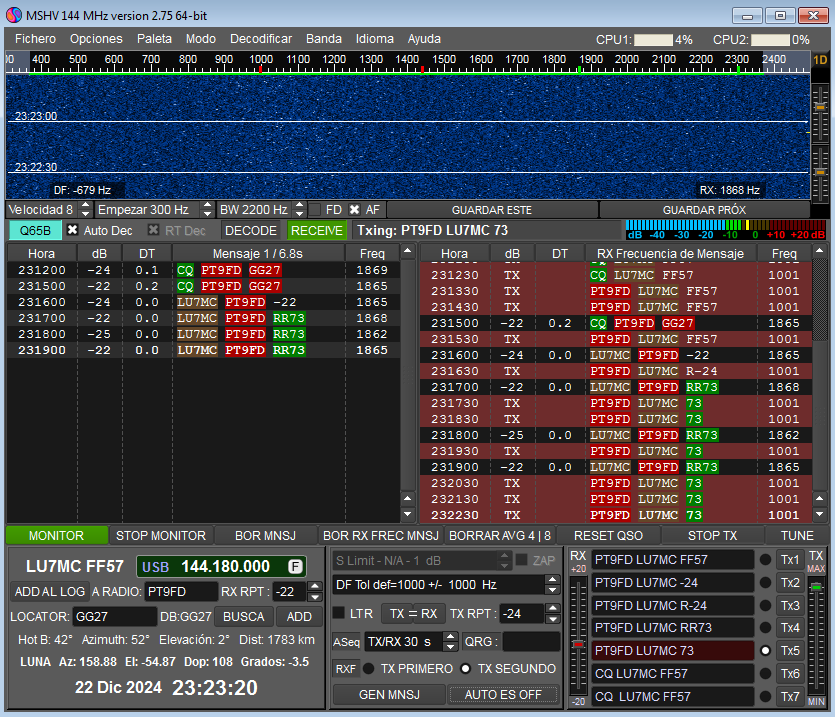 MSHV 144 MHz version 2.75 64-bit
Fichero Opciones Paleta Modo Decodificar Banda Idioma Ayuda CPU1: 4% CPU2: 0%
400 500 600 700 800 900 1000 1100 1200 1300 1400 1500 1600 1700 1800 1900 2000 2100 2200 2300 2400 1D
23:23:00
23:22:30
DF: -679 Hz RX: 1868 Hz
Velocidad 8 Empezar 300 Hz BW 2200 Hz FD AF GUARDAR ESTE GUARDAR PRÓX
Q65B Auto Dec RT Dec DECODE RECEIVE Txing: PT9FD LU7MC 73 dB -40 -30 -20 -10 0 +10 +20 dB
Hora dB DT Mensaje 1 / 6.8s Freq
231200 -24 0.1 CQ PT9FD GG27 1869
231500 -22 0.2 CQ PT9FD GG27 1865
231600 -24 0.0 LU7MC PT9FD -22 1865
231700 -22 0.0 LU7MC PT9FD RR73 1868
231800 -25 0.0 LU7MC PT9FD RR73 1862
231900 -22 0.0 LU7MC PT9FD RR73 1865
Hora dB DT RX Frecuencia de Mensaje Freq
231230 TX CQ LU7MC FF57 1001
231330 TX PT9FD LU7MC FF57 1001
231430 TX PT9FD LU7MC FF57 1001
231500 -22 0.2 CQ PT9FD GG27 1865
231530 TX PT9FD LU7MC FF57 1001
231600 -24 0.0 LU7MC PT9FD -22 1865
231630 TX PT9FD LU7MC R-24 1001
231700 -22 0.0 LU7MC PT9FD RR73 1868
231730 TX PT9FD LU7MC 73 1001
231830 TX PT9FD LU7MC 73 1001
231800 -25 0.0 LU7MC PT9FD RR73 1862
231930 TX PT9FD LU7MC 73 1001
231900 -22 0.0 LU7MC PT9FD RR73 1865
232030 TX PT9FD LU7MC 73 1001
232130 TX PT9FD LU7MC 73 1001
232230 TX PT9FD LU7MC 73 1001
MONITOR STOP MONITOR BOR MNSJ BOR RX FREC MNSJ BORRAR AVG 4 | 8 RESET QSO STOP TX TUNE
LU7MC FF57 USB 144.180.000 F
ADD AL LOG A RADIO: PT9FD RX RPT : -22
LOCATOR: GG27 DB:GG27 BUSCA ADD
Hot B: 42° Azimuth: 52° Elevación: 2° Dist: 1783 km
LUNA Az: 158.88 El: -54.87 Dop: 108 Grados: -3.5
22 Dic 2024 23:23:20
S Limit - N/A - 1 dB ZAP
DF Tol def=1000 +/- 1000 Hz
LTR TX = RX TX RPT : -24
ASeq TX/RX 30 s QRG :
RXF TX PRIMERO TX SEGUNDO
GEN MNSJ AUTO ES OFF
RX +20 -20
PT9FD LU7MC FF57 Tx1
PT9FD LU7MC -24 Tx2
PT9FD LU7MC R-24 Tx3
PT9FD LU7MC RR73 Tx4
PT9FD LU7MC 73 Tx5
CQ LU7MC FF57 Tx6
CQ LU7MC FF57 Tx7
TX MAX MIN